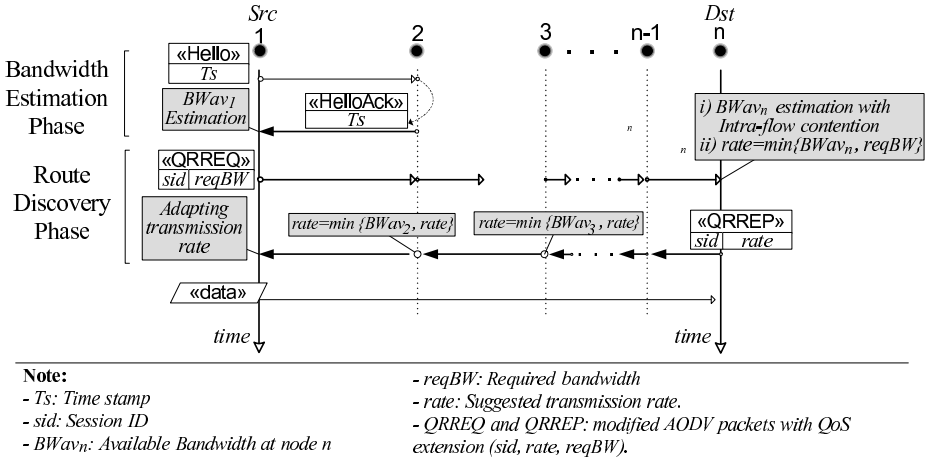 Src
Dst
1
2
3
n-1
n
Bandwidth
Estimation
Phase
«Hello»
Ts
BWav1
Estimation
«HelloAck»
Ts
i) BWavn estimation with
Intra-flow contention
ii) rate=min{BWavn, reqBW}
n
n
Route
Discovery
Phase
«QRREQ»
sid reqBW
Adapting
transmission
rate
rate=min {BWav2, rate}
rate=min {BWav3, rate}
«QRREP»
sid rate
«data»
time
time
Note:
- Ts: Time stamp
- sid: Session ID
- BWavn: Available Bandwidth at node n
- reqBW: Required bandwidth
- rate: Suggested transmission rate.
- QRREQ and QRREP: modified AODV packets with QoS
extension (sid, rate, reqBW).